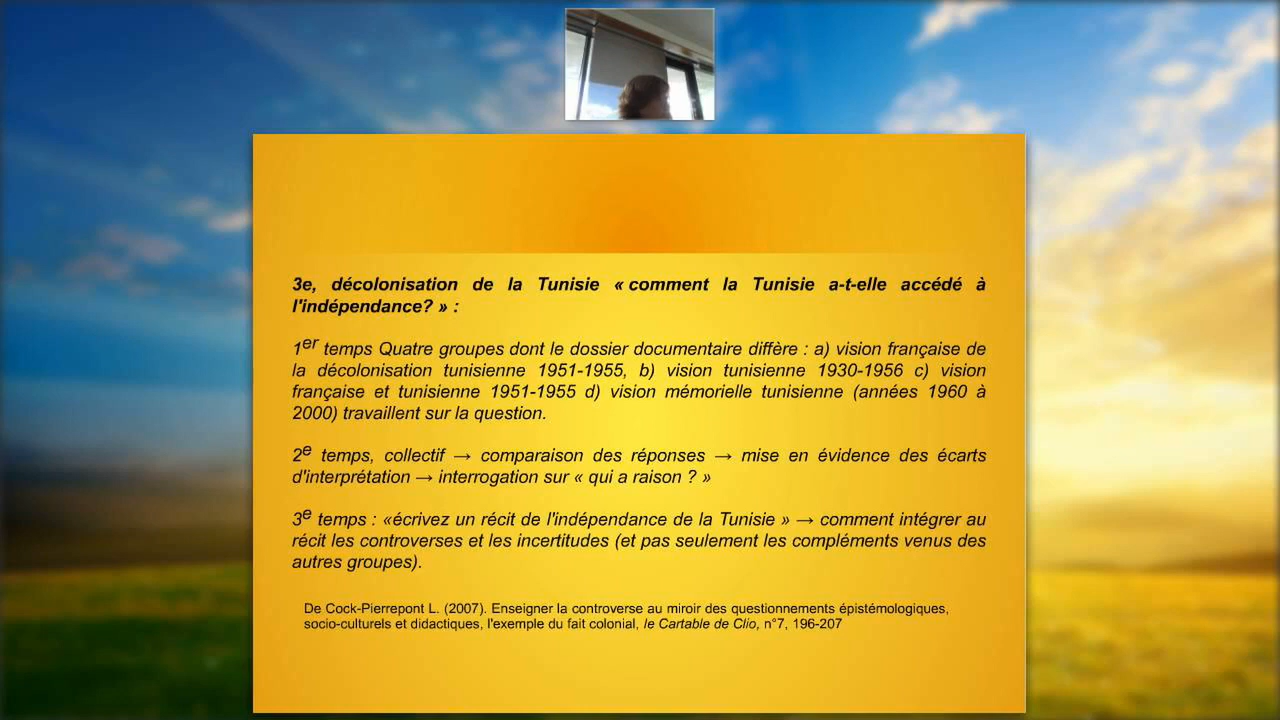 3e, décolonisation de la Tunisie « comment la Tunisie a-t-elle accédé à
l'indépendance? » :
1er temps Quatre groupes dont le dossier documentaire diffère : a) vision française de
la décolonisation tunisienne 1951-1955, b) vision tunisienne 1930-1956 c) vision
française et tunisienne 1951-1955 d) vision mémorielle tunisienne (années 1960 à
2000) travaillent sur la question.
2e temps, collectif → comparaison des réponses → mise en évidence des écarts
d'interprétation → interrogation sur « qui a raison ? »
3e temps : «écrivez un récit de l'indépendance de la Tunisie » → comment intégrer au
récit les controverses et les incertitudes (et pas seulement les compléments venus des
autres groupes).
De Cock-Pierrepont L. (2007). Enseigner la controverse au miroir des questionnements épistémologiques,
socio-culturels et didactiques, l'exemple du fait colonial, le Cartable de Clio, n°7, 196-207